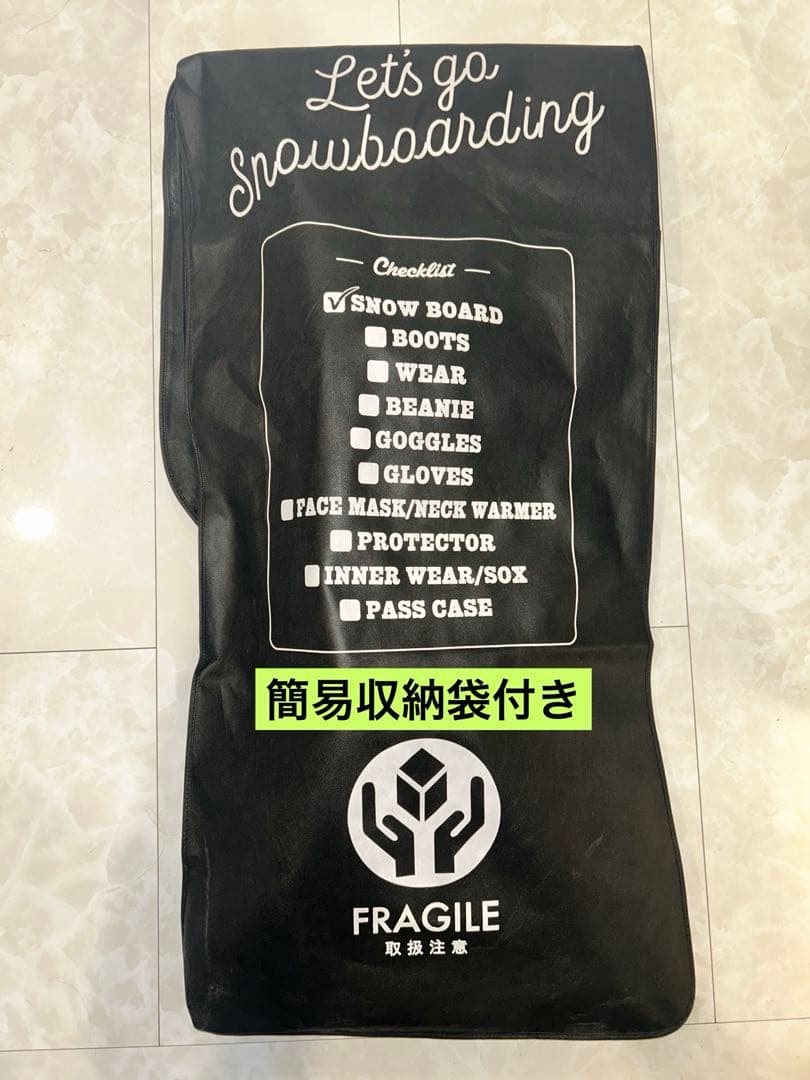 Let's go
Snowboarding
Checklist
SNOW BOARD
BOOTS
WEAR
BEANIE
GOGGLES
GLOVES
FACE MASK/NECK WARMER
PROTECTOR
INNER WEAR/SOX
PASS CASE
簡易収納袋付き
FRAGILE
取扱注意